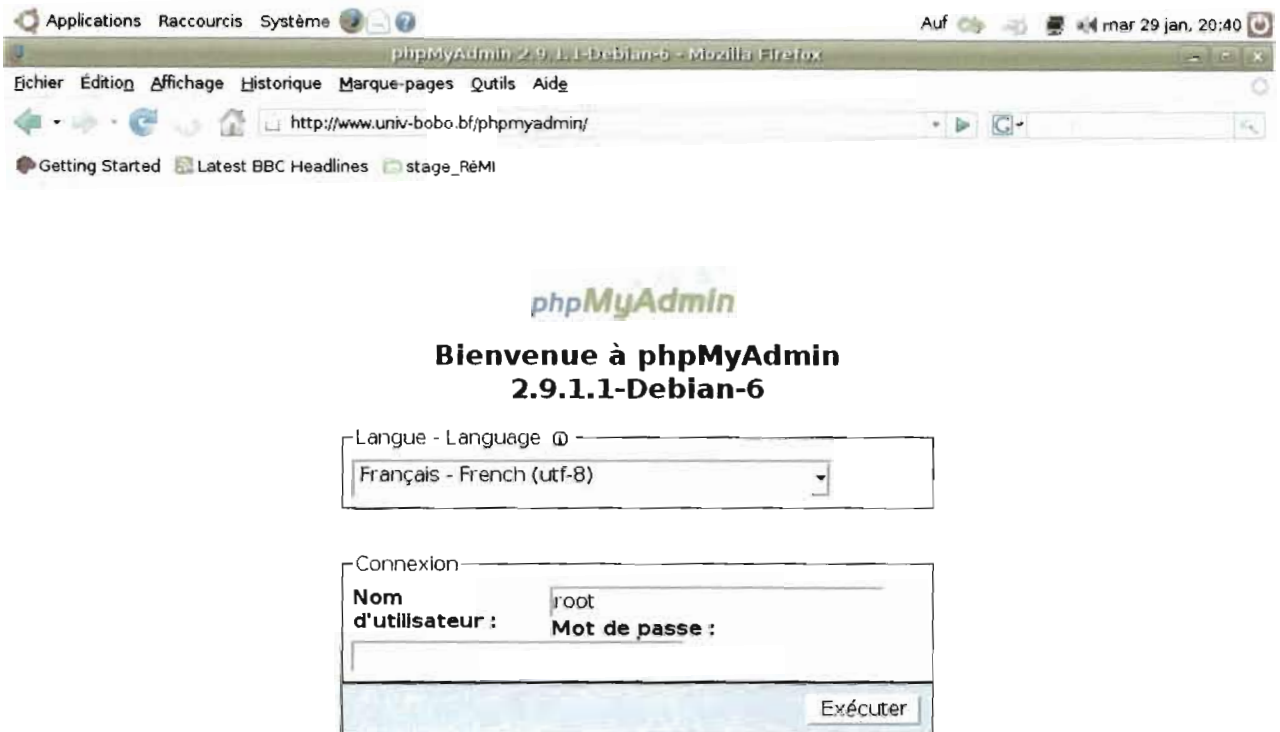 Applications Raccourcis Système Auf mar 29 jan, 20:40
phpMyAdmin 2.9.1.1-Debian-6 - Mozilla Firefox
Fichier Édition Affichage Historique Marque-pages Outils Aide
http://www.univ-bobo.bf/phpmyadmin/
Getting Started Latest BBC Headlines stage_RéMI
phpMyAdmin
Bienvenue à phpMyAdmin
2.9.1.1-Debian-6
Langue - Language
Français - French (utf-8)
Connexion
Nom
d'utilisateur :
root
Mot de passe :
Exécuter